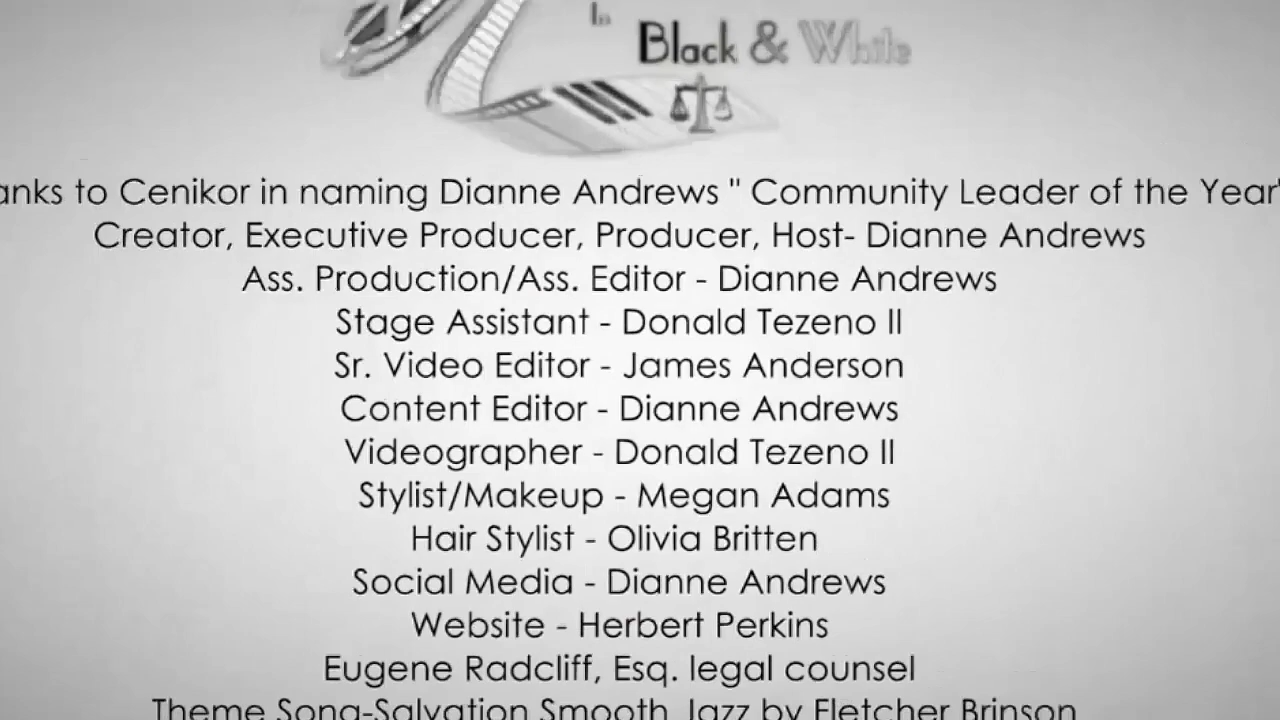 In
Black & White
anks to Cenikor in naming Dianne Andrews " Community Leader of the Year"
Creator, Executive Producer, Producer, Host- Dianne Andrews
Ass. Production/Ass. Editor - Dianne Andrews
Stage Assistant - Donald Tezeno II
Sr. Video Editor - James Anderson
Content Editor - Dianne Andrews
Videographer - Donald Tezeno II
Stylist/Makeup - Megan Adams
Hair Stylist - Olivia Britten
Social Media - Dianne Andrews
Website - Herbert Perkins
Eugene Radcliff, Esq. legal counsel
Theme Song-Salvation Smooth Jazz by Fletcher Brinson